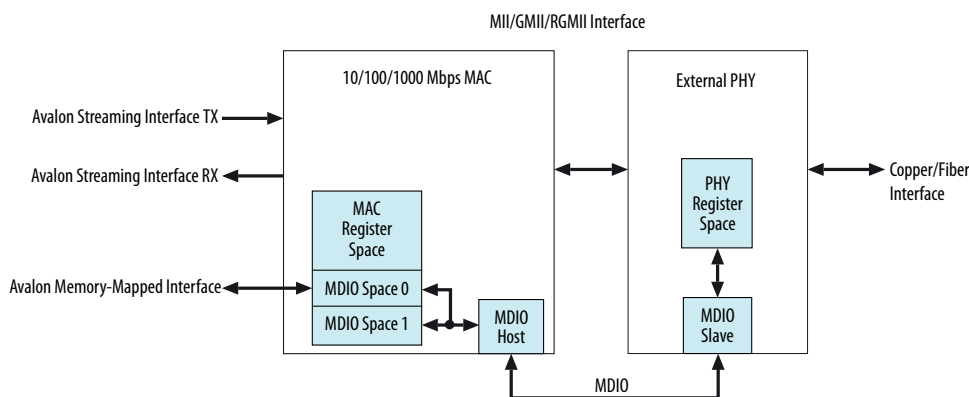 MII/GMII/RGMII Interface
10/100/1000 Mbps MAC
External PHY
Avalon Streaming Interface TX
Avalon Streaming Interface RX
Copper/Fiber
Interface
PHY
Register
Space
MAC
Register
Space
Avalon Memory-Mapped Interface
MDIO Space 0
MDIO Space 1
MDIO
Host
MDIO
Slave
MDIO